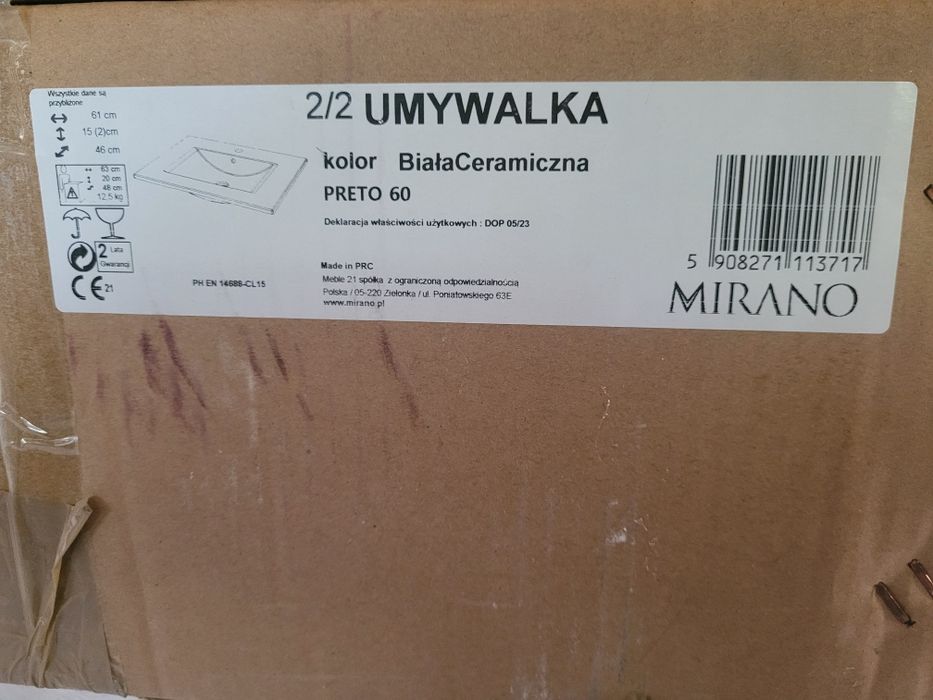 Wszystkie dane są
przybliżone
61 cm
15 (2)cm
46 cm
63 cm
20 cm
48 cm
12,5 kg
2 Lata
Gwarancji
CE 21
2/2 UMYWALKA
kolor BiałaCeramiczna
PRETO 60
Deklaracja właściwości użytkowych : DOP 05/23
PH EN 14688-CL15
Made in PRC
Meble 21 spółka z ograniczoną odpowiedzialnością
Polska / 05-220 Zielonka / ul. Poniatowskiego 63E
www.mirano.pl
5 908271 113717
MIRANO